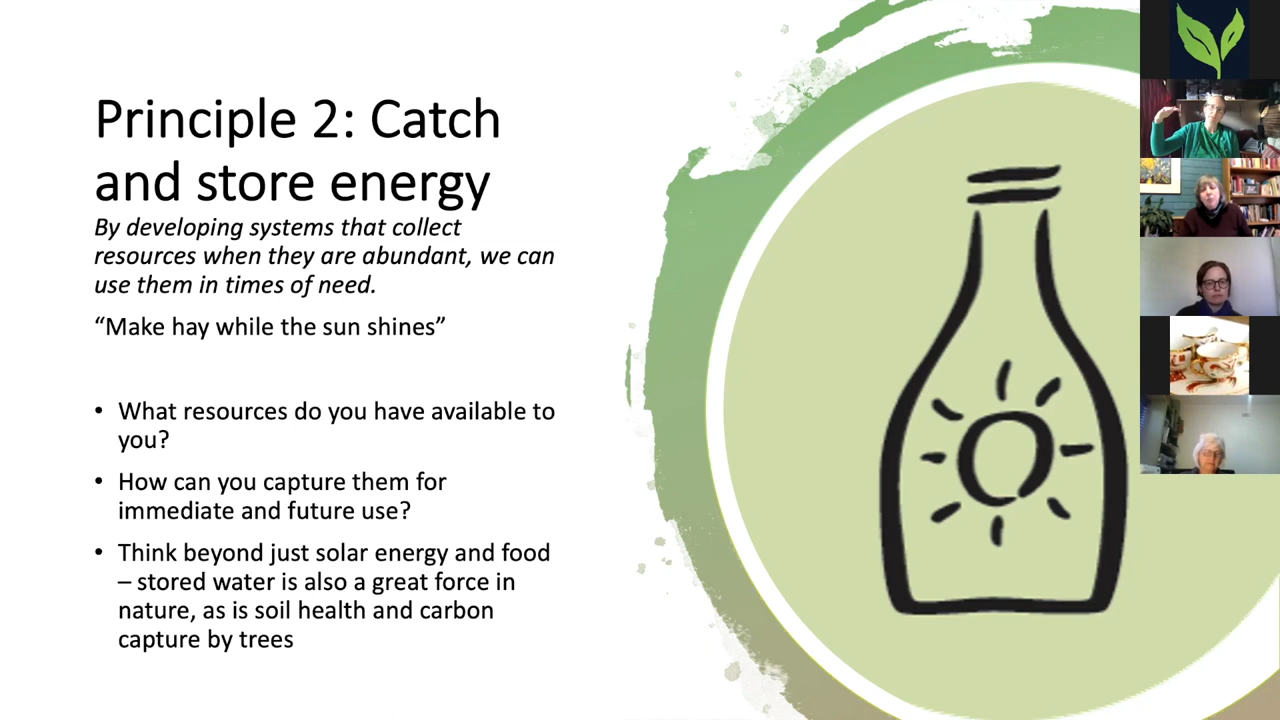 Principle 2: Catch
and store energy
By developing systems that collect
resources when they are abundant, we can
use them in times of need.
“Make hay while the sun shines”
• What resources do you have available to
you?
• How can you capture them for
immediate and future use?
• Think beyond just solar energy and food
– stored water is also a great force in
nature, as is soil health and carbon
capture by trees